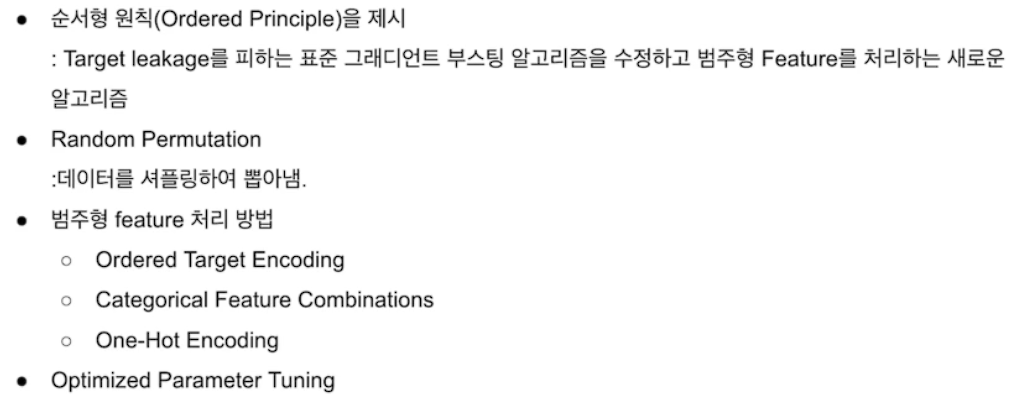 ● 순서형 원칙(Ordered Principle)을 제시
: Target leakage를 피하는 표준 그래디언트 부스팅 알고리즘을 수정하고 범주형 Feature를 처리하는 새로운
알고리즘
● Random Permutation
:데이터를 셔플링하여 뽑아냄.
● 범주형 feature 처리 방법
○ Ordered Target Encoding
○ Categorical Feature Combinations
○ One-Hot Encoding
● Optimized Parameter Tuning